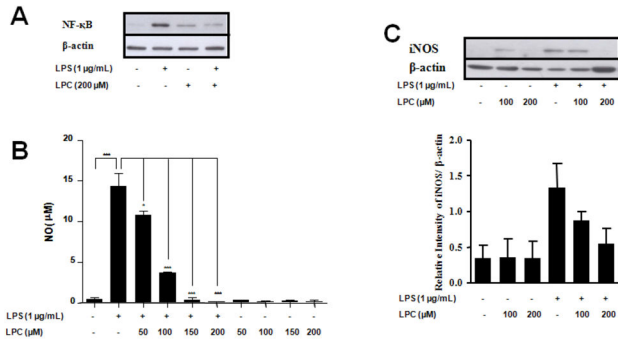 A
NF-κB
β-actin
LPS (1 μg/mL) - + - +
LPC (200 μM) - - + +
B
NO( μM)
20
15
10
5
0
*** * *** *** ***
LPS (1 μg/mL) - + + + + + - - - -
LPC (μM) - - 50 100 150 200 50 100 150 200
C
iNOS
β-actin
LPS (1 μg/mL) - - - + + +
LPC (μM) - 100 200 - 100 200
Relative Intensity of iNOS/ β-actin
2.0
1.5
1.0
0.5
0.0
LPS (1 μg/mL) - - - + + +
LPC (μM) - 100 200 - 100 200